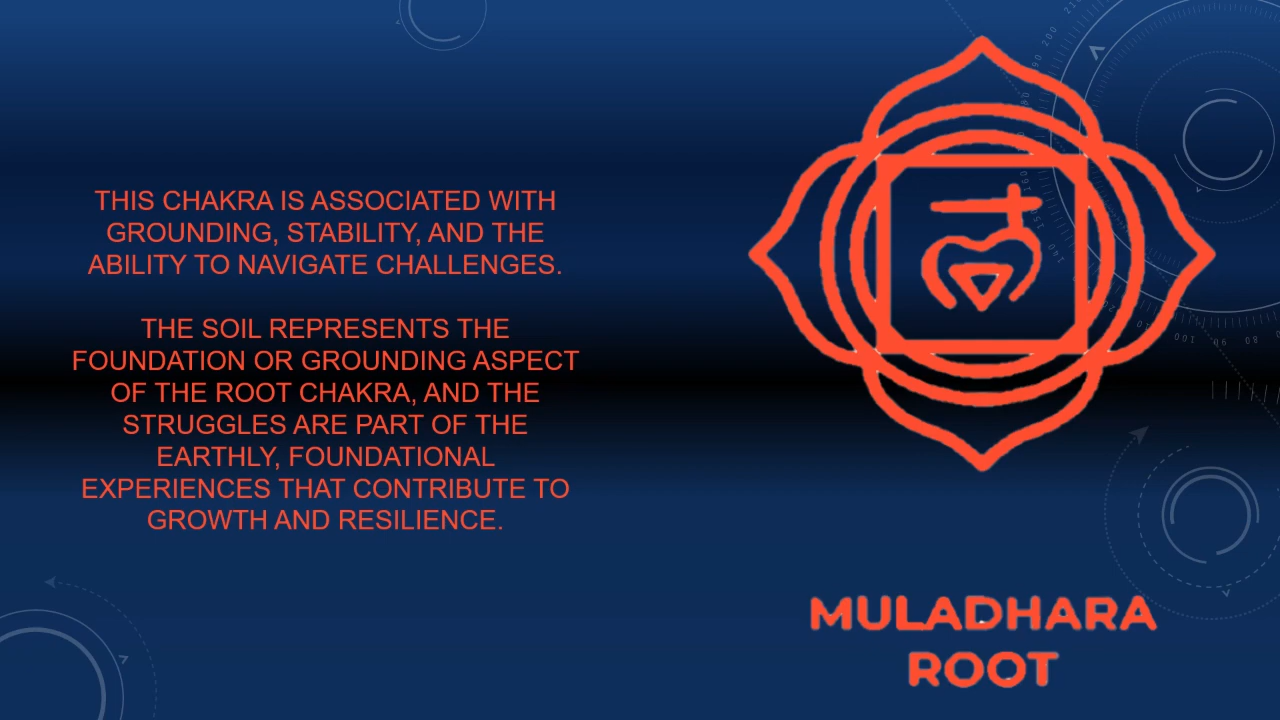 THIS CHAKRA IS ASSOCIATED WITH
GROUNDING, STABILITY, AND THE
ABILITY TO NAVIGATE CHALLENGES.
THE SOIL REPRESENTS THE
FOUNDATION OR GROUNDING ASPECT
OF THE ROOT CHAKRA, AND THE
STRUGGLES ARE PART OF THE
EARTHLY, FOUNDATIONAL
EXPERIENCES THAT CONTRIBUTE TO
GROWTH AND RESILIENCE.
MULADHARA
ROOT